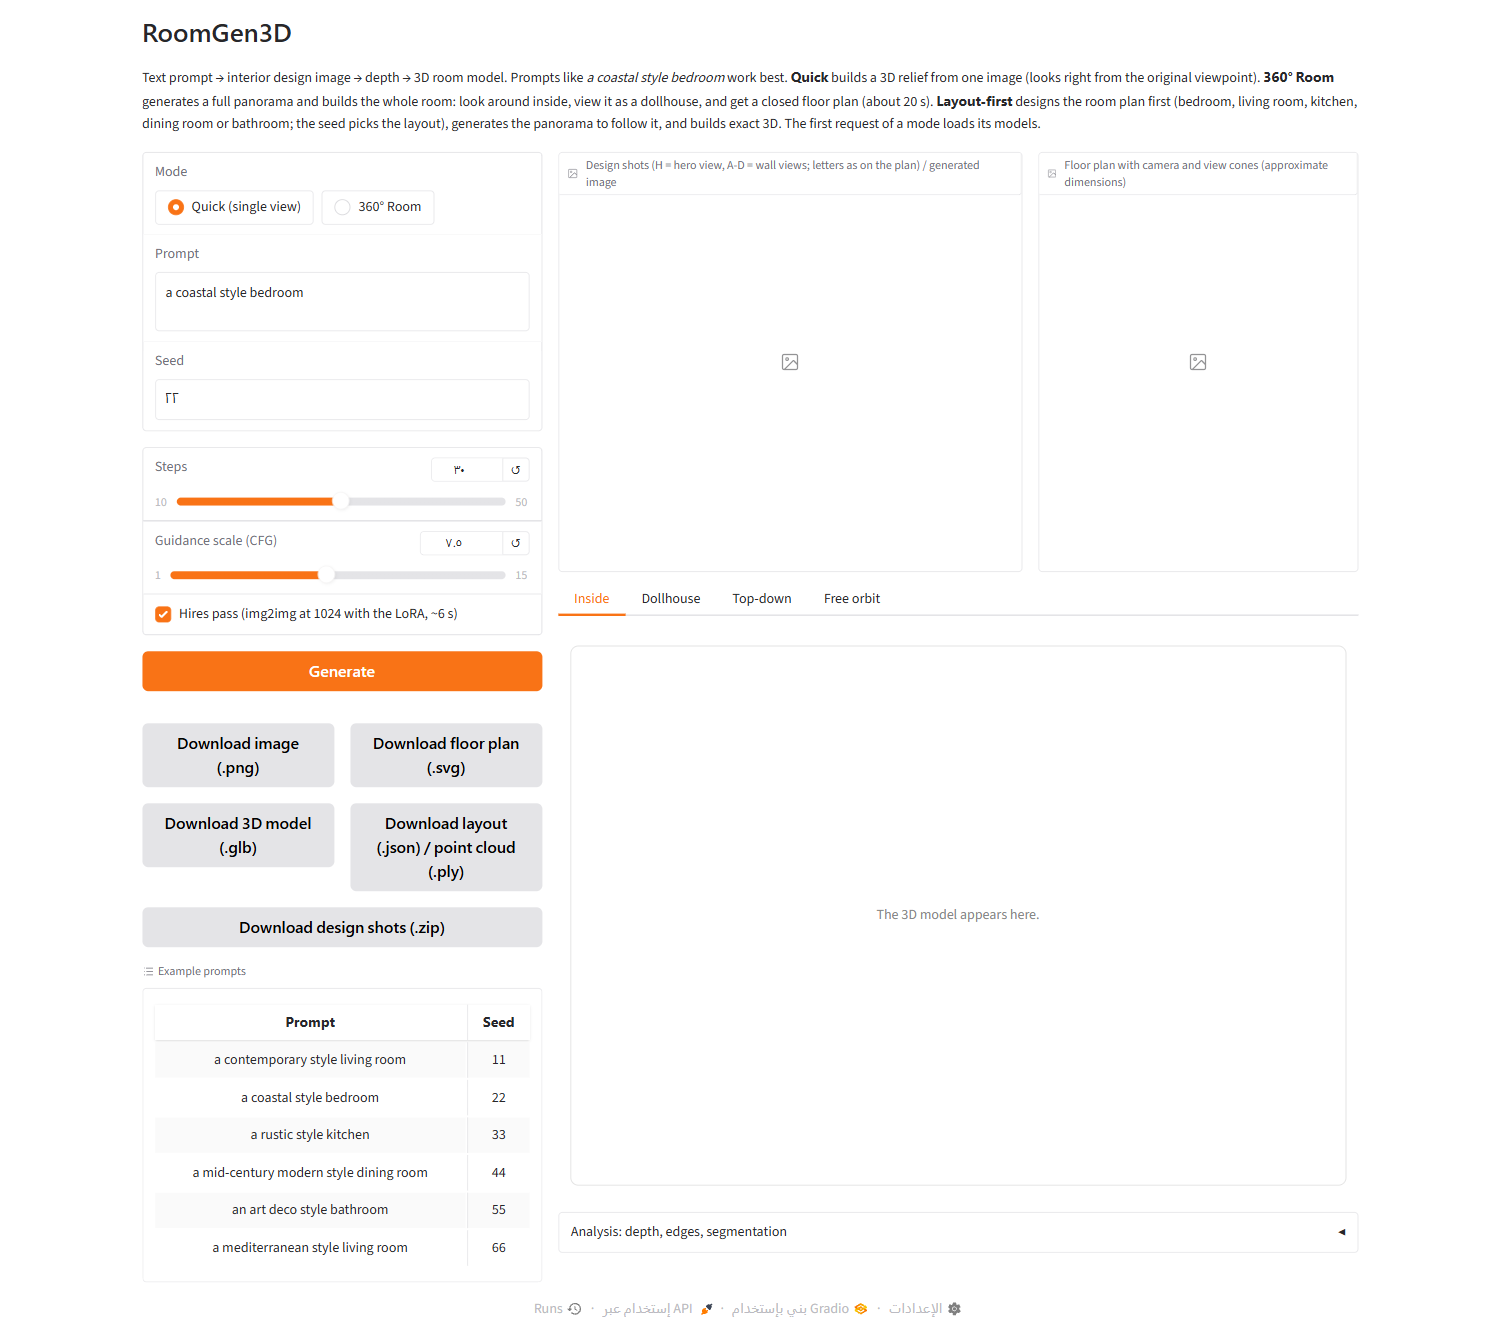 RoomGen3D
Text prompt → interior design image → depth → 3D room model. Prompts like a coastal style bedroom work best. Quick builds a 3D relief from one image (looks right from the original viewpoint). 360° Room
generates a full panorama and builds the whole room: look around inside, view it as a dollhouse, and get a closed floor plan (about 20 s). Layout-first designs the room plan first (bedroom, living room, kitchen,
dining room or bathroom; the seed picks the layout), generates the panorama to follow it, and builds exact 3D. The first request of a mode loads its models.
Mode
Quick (single view)
360° Room
Prompt
a coastal style bedroom
Seed
٢٢
Steps
٣٠
10
50
Guidance scale (CFG)
٧.٥
1
15
Hires pass (img2img at 1024 with the LoRA, ~6 s)
Generate
Download image
(.png)
Download floor plan
(.svg)
Download 3D model
(.glb)
Download layout
(.json) / point cloud
(.ply)
Download design shots (.zip)
Example prompts
Prompt Seed
a contemporary style living room 11
a coastal style bedroom 22
a rustic style kitchen 33
a mid-century modern style dining room 44
an art deco style bathroom 55
a mediterranean style living room 66
Design shots (H = hero view, A-D = wall views; letters as on the plan) / generated
image
Floor plan with camera and view cones (approximate
dimensions)
Inside
Dollhouse
Top-down
Free orbit
The 3D model appears here.
Analysis: depth, edges, segmentation
Runs · إستخدام عبر API · بني بإستخدام Gradio · الإعدادات